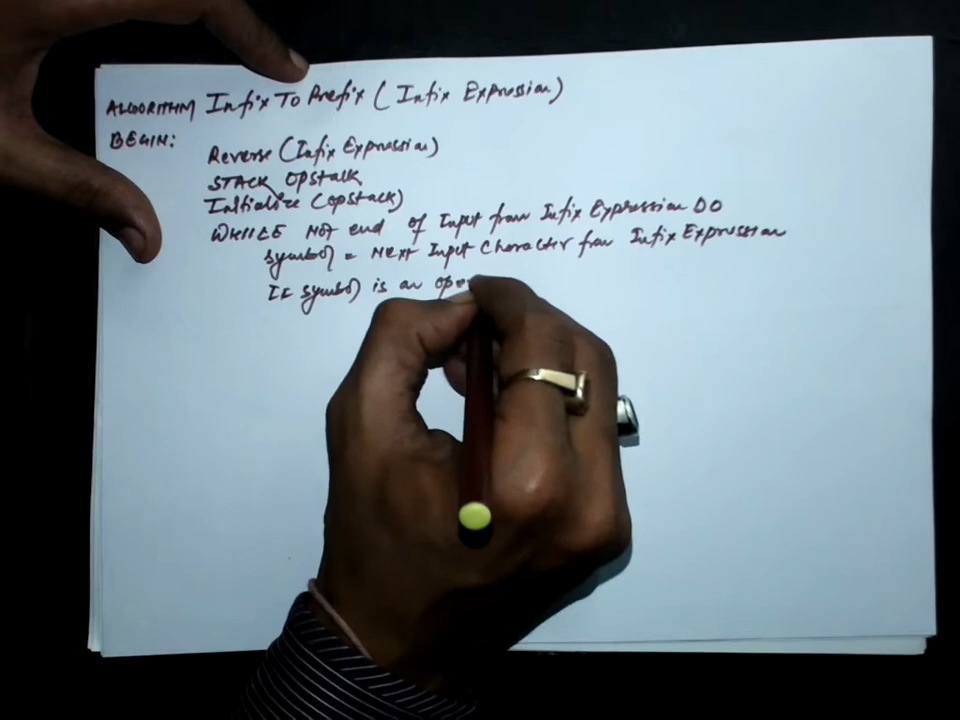 ALGORITHM Infix To Prefix ( Infix Expression )
BEGIN:
Reverse (Infix Expression)
STACK OPStack
Initialize (OPStack)
WHILE Not end of Input from Infix Expression DO
Symbol = Next Input Character from Infix Expression
IF Symbol is an ope